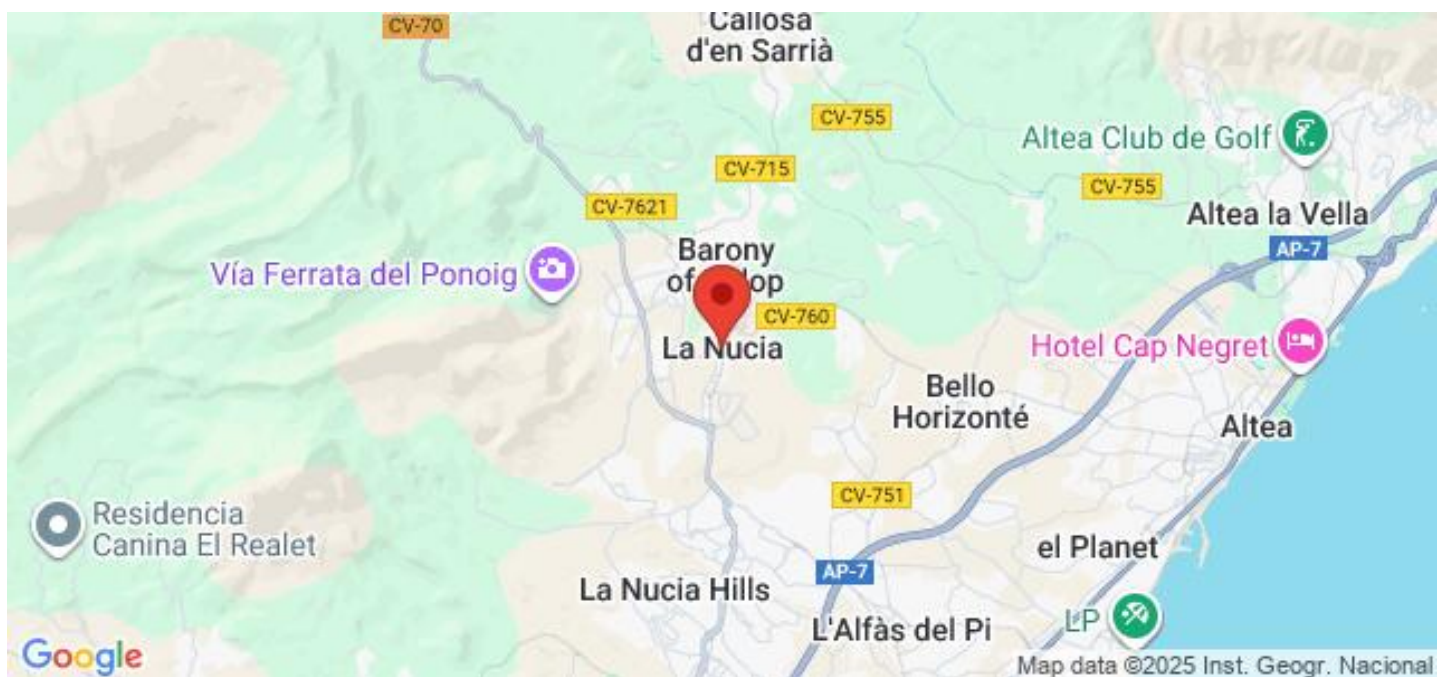 CV-70
Callosa
d'en Sarrià
CV-755
Altea Club de Golf
CV-715
CV-755
CV-7621
Altea la Vella
Barony
AP-7
Vía Ferrata del Ponoig
CV-760
La Nucia
Hotel Cap Negret
Bello
Horizonté
Altea
CV-751
Residencia
Canina El Realet
el Planet
AP-7
La Nucia Hills
L'Alfàs del Pi
LP
Google
Map data ©2025 Inst. Geogr. Nacional